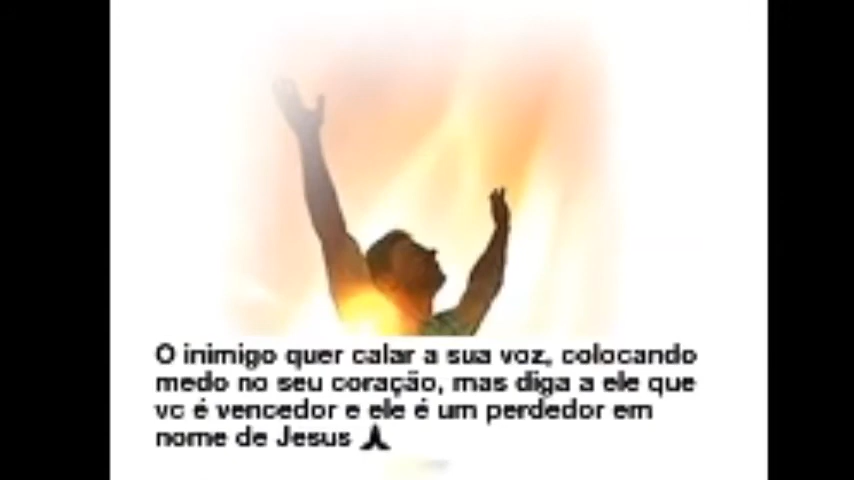 O inimigo quer calar a sua voz, colocando
medo no seu coração, mas diga a ele que
vc é vencedor e ele é um perdedor em
nome de Jesus 🙏